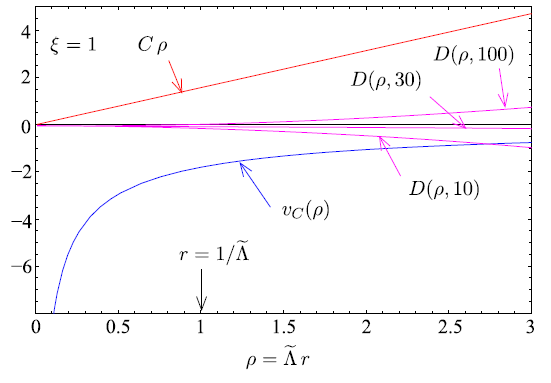 4
2
0
−2
−4
−6
ξ = 1
C ρ
D(ρ, 100)
D(ρ, 30)
D(ρ, 10)
v_C(ρ)
r = 1/Λ̃
0
0.5
1
1.5
2
2.5
3
ρ = Λ̃ r